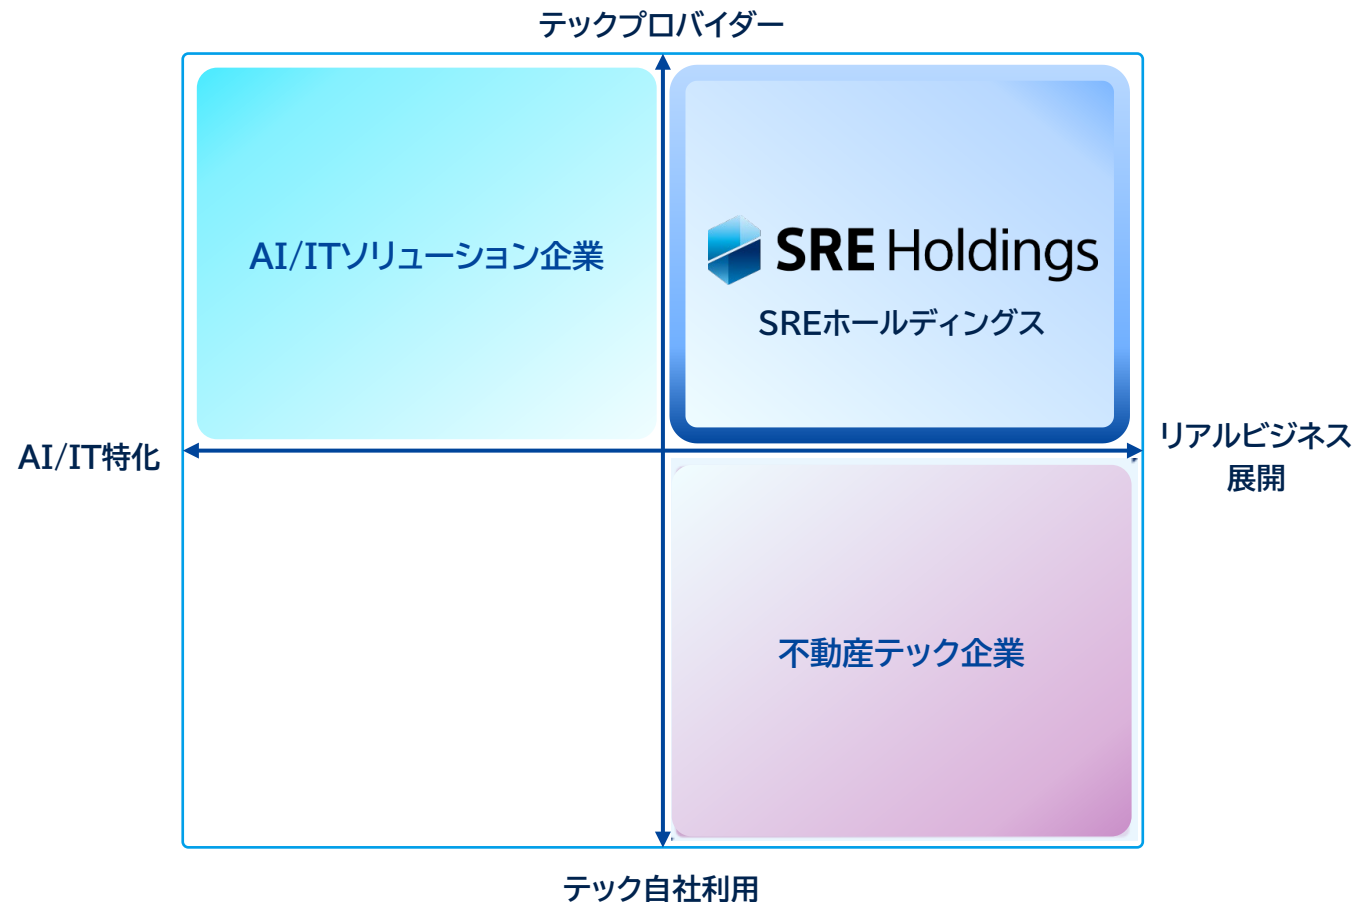 テックプロバイダー
AI/ITソリューション企業
SRE Holdings
SREホールディングス
AI/IT特化
リアルビジネス
展開
不動産テック企業
テック自社利用